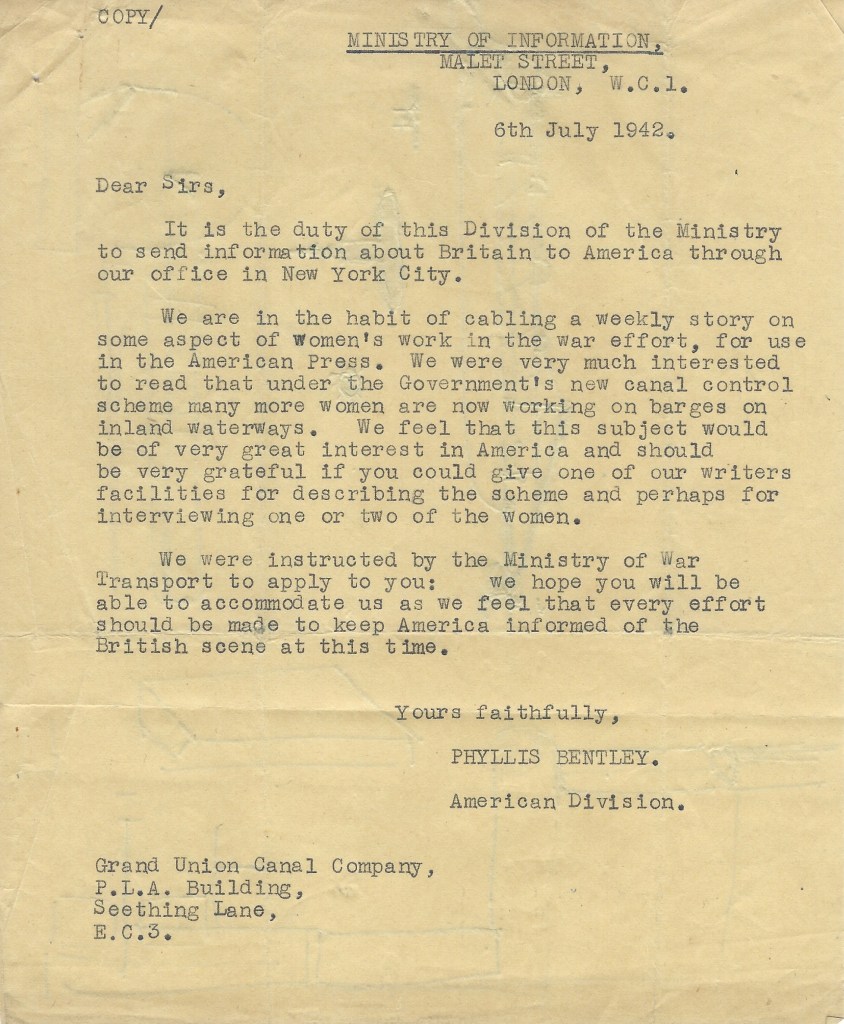 COPY/
MINISTRY OF INFORMATION,
MALET STREET,
LONDON, W.C.1.
6th July 1942.
Dear Sirs,
It is the duty of this Division of the Ministry
to send information about Britain to America through
our office in New York City.
We are in the habit of cabling a weekly story on
some aspect of women's work in the war effort, for use
in the American Press. We were very much interested
to read that under the Government's new canal control
scheme many more women are now working on barges on
inland waterways. We feel that this subject would
be of very great interest in America and should
be very grateful if you could give one of our writers
facilities for describing the scheme and perhaps for
interviewing one or two of the women.
We were instructed by the Ministry of War
Transport to apply to you: we hope you will be
able to accommodate us as we feel that every effort
should be made to keep America informed of the
British scene at this time.
Yours faithfully,
PHYLLIS BENTLEY.
American Division.
Grand Union Canal Company,
P.L.A. Building,
Seething Lane,
E.C.3.